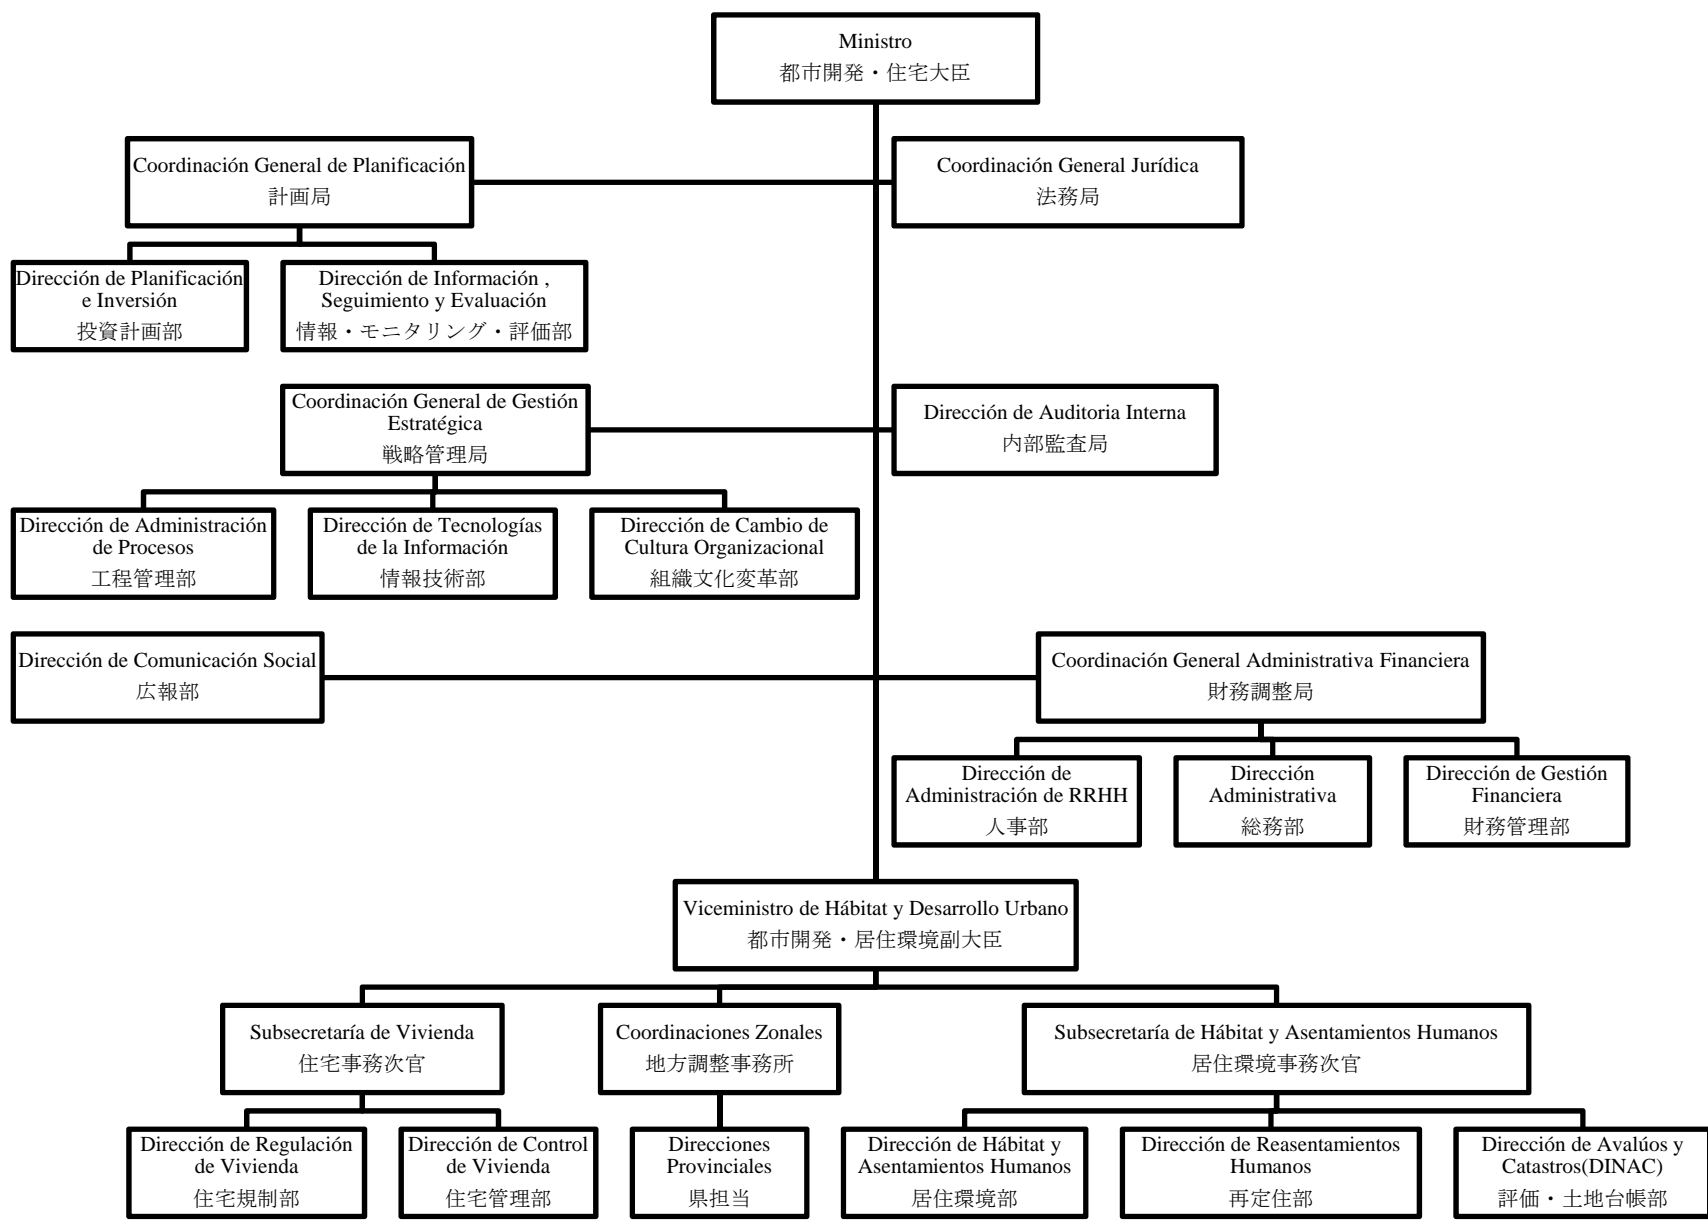 Ministro
都市開発・住宅大臣
Coordinación General de Planificación
計画局
Coordinación General Jurídica
法務局
Dirección de Planificación
e Inversión
投資計画部
Dirección de Información ,
Seguimiento y Evaluación
情報・モニタリング・評価部
Coordinación General de Gestión
Estratégica
戦略管理局
Dirección de Auditoria Interna
内部監査局
Dirección de Administración
de Procesos
工程管理部
Dirección de Tecnologías
de la Información
情報技術部
Dirección de Cambio de
Cultura Organizacional
組織文化変革部
Dirección de Comunicación Social
広報部
Coordinación General Administrativa Financiera
財務調整局
Dirección de
Administración de RRHH
人事部
Dirección
Administrativa
総務部
Dirección de Gestión
Financiera
財務管理部
Viceministro de Hábitat y Desarrollo Urbano
都市開発・居住環境副大臣
Subsecretaría de Vivienda
住宅事務次官
Coordinaciones Zonales
地方調整事務所
Subsecretaría de Hábitat y Asentamientos Humanos
居住環境事務次官
Dirección de Regulación
de Vivienda
住宅規制部
Dirección de Control
de Vivienda
住宅管理部
Direciones
Provinciales
県担当
Dirección de Hábitat y
Asentamientos Humanos
居住環境部
Dirección de Reasentamientos
Humanos
再定住部
Dirección de Avalúos y
Catastros(DINAC)
評価・土地台帳部